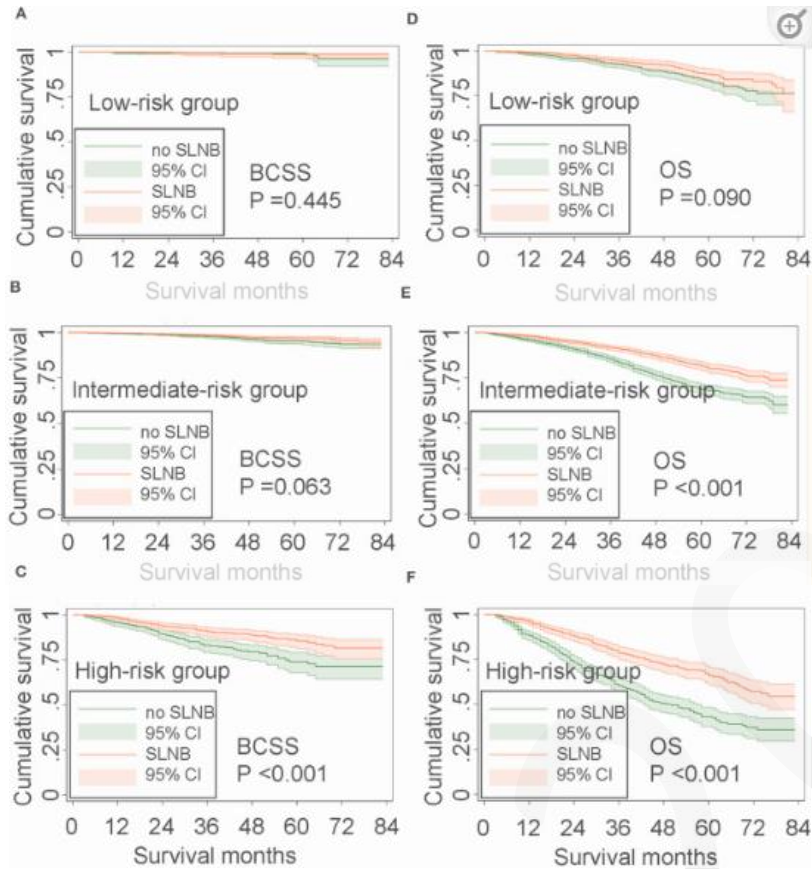 A
Cumulative survival
1
.75
.5
.25
0
Low-risk group
no SLNB
95% CI
SLNB
95% CI
BCSS
P =0.445
0 12 24 36 48 60 72 84
Survival months
D
Cumulative survival
1
.75
.5
.25
0
Low-risk group
no SLNB
95% CI
SLNB
95% CI
OS
P =0.090
0 12 24 36 48 60 72 84
Survival months
B
Cumulative survival
1
.75
.5
.25
0
Intermediate-risk group
no SLNB
95% CI
SLNB
95% CI
BCSS
P =0.063
0 12 24 36 48 60 72 84
Survival months
E
Cumulative survival
1
.75
.5
.25
0
Intermediate-risk group
no SLNB
95% CI
SLNB
95% CI
OS
P <0.001
0 12 24 36 48 60 72 84
Survival months
C
Cumulative survival
1
.75
.5
.25
0
High-risk group
no SLNB
95% CI
SLNB
95% CI
BCSS
P <0.001
0 12 24 36 48 60 72 84
Survival months
F
Cumulative survival
1
.75
.5
.25
0
High-risk group
no SLNB
95% CI
SLNB
95% CI
OS
P <0.001
0 12 24 36 48 60 72 84
Survival months